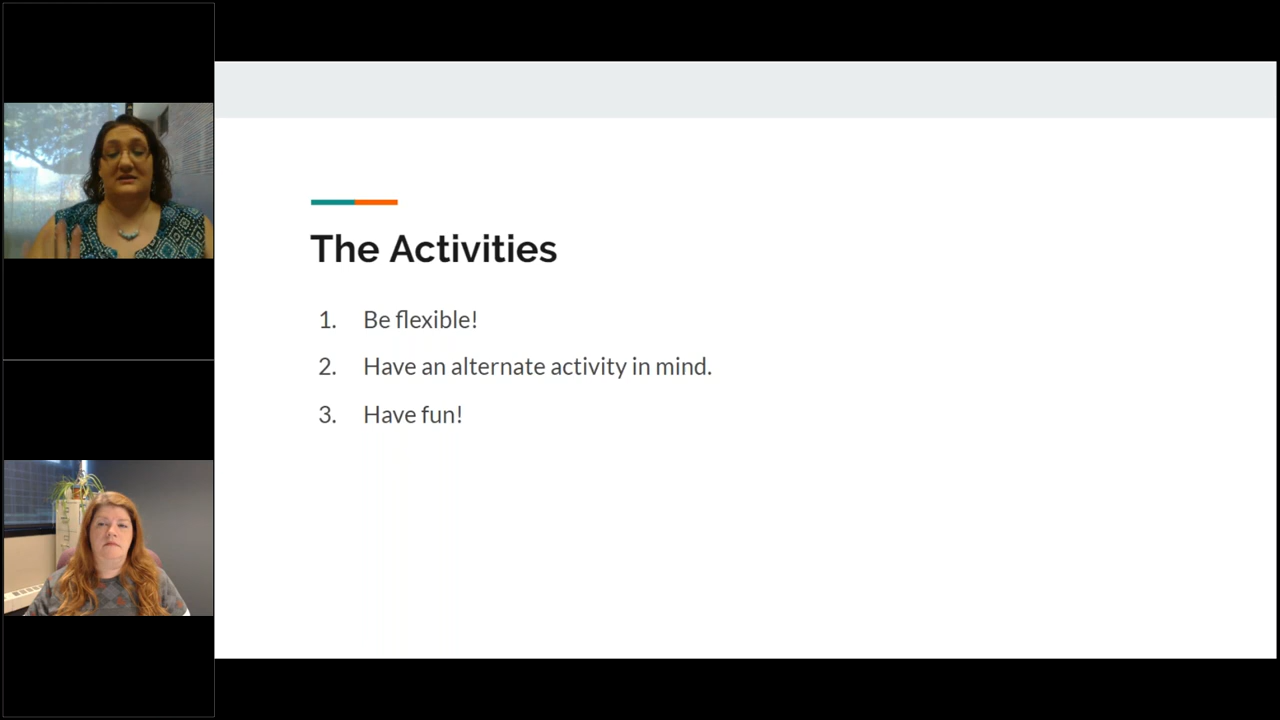 The Activities
1. Be flexible!
2. Have an alternate activity in mind.
3. Have fun!